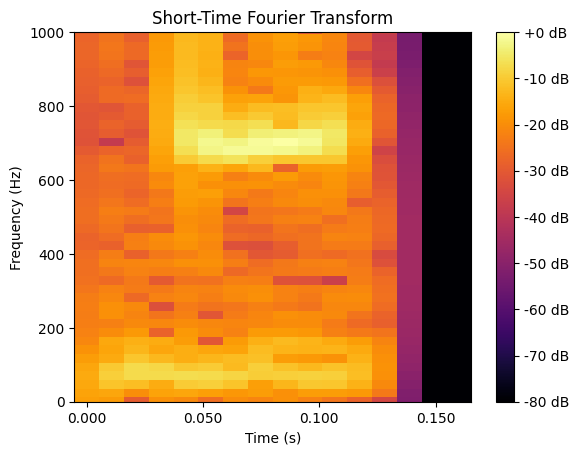 Short-Time Fourier Transform
1000
800
600
400
200
0
Frequency (Hz)
0.000
0.050
0.100
0.150
Time (s)
+0 dB
-10 dB
-20 dB
-30 dB
-40 dB
-50 dB
-60 dB
-70 dB
-80 dB